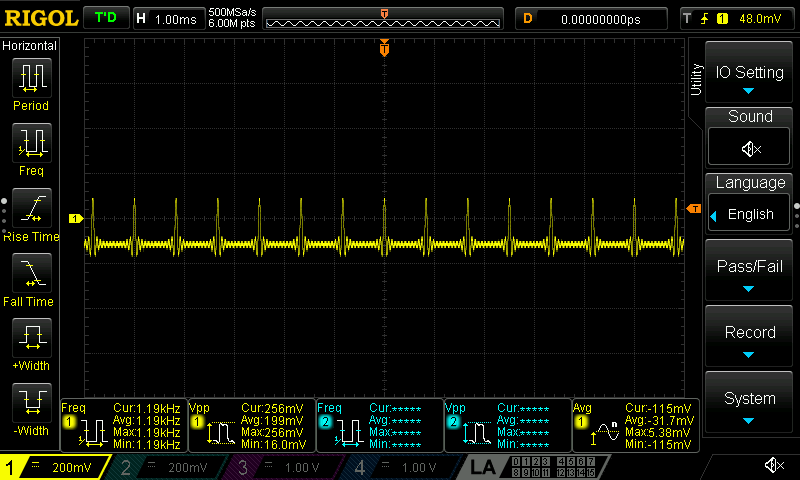 RIGOL T'D H 1.00ms 500MSa/s 6.00M pts T D 0.00000000ps T 1 48.0mV
Horizontal
Period
Freq
Rise Time
Fall Time
+Width
-Width
T
1
T
Utility
IO Setting
Sound
Language
English
Pass/Fail
Record
System
Freq 1 Cur:1.19kHz
Avg:1.19kHz
Max:1.19kHz
Min:1.19kHz
Vpp 1 Cur:256mV
Avg:199mV
Max:256mV
Min:16.0mV
Freq 2 Cur:*****
Avg:*****
Max:*****
Min:*****
Vpp 2 Cur:*****
Avg:*****
Max:*****
Min:*****
Avg 1 n Cur:-115mV
Avg:-31.7mV
Max:5.38mV
Min:-115mV
1 200mV 2 200mV 3 1.00 V 4 1.00 V LA 0 1 2 3 4 5 6 7
8 9 10 11 12 13 14 15